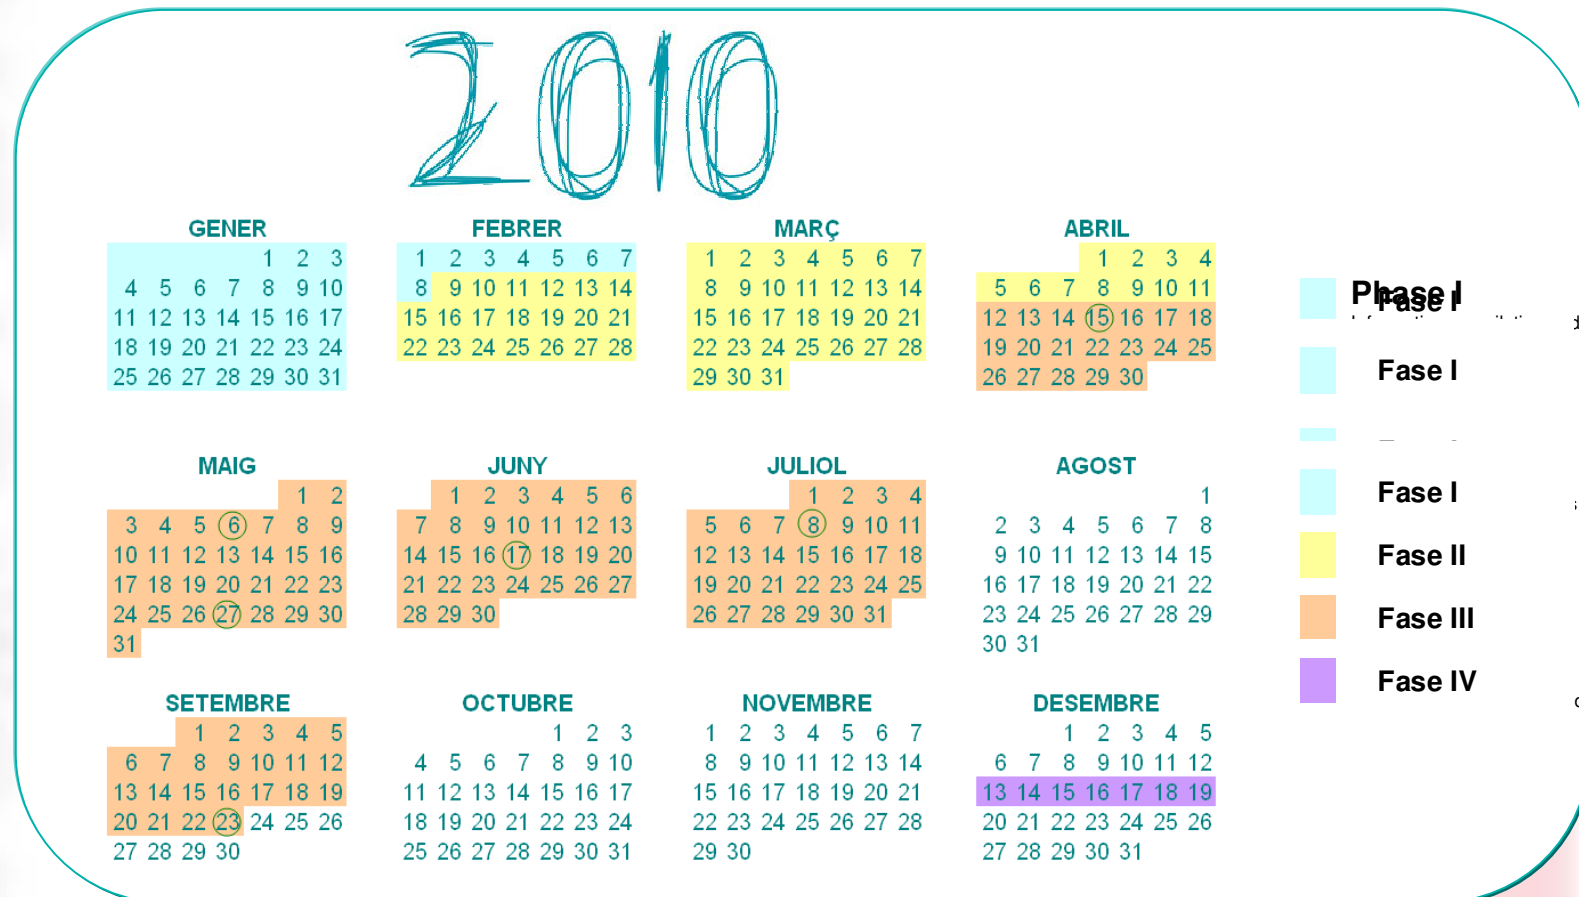 2010
GENER
1 2 3
4 5 6 7 8 9 10
11 12 13 14 15 16 17
18 19 20 21 22 23 24
25 26 27 28 29 30 31
FEBRER
1 2 3 4 5 6 7
8 9 10 11 12 13 14
15 16 17 18 19 20 21
22 23 24 25 26 27 28
MARÇ
1 2 3 4 5 6 7
8 9 10 11 12 13 14
15 16 17 18 19 20 21
22 23 24 25 26 27 28
29 30 31
ABRIL
1 2 3 4
5 6 7 8 9 10 11
12 13 14 15 16 17 18
19 20 21 22 23 24 25
26 27 28 29 30
MAIG
1 2
3 4 5 6 7 8 9
10 11 12 13 14 15 16
17 18 19 20 21 22 23
24 25 26 27 28 29 30
31
JUNY
1 2 3 4 5 6
7 8 9 10 11 12 13
14 15 16 17 18 19 20
21 22 23 24 25 26 27
28 29 30
JULIOL
1 2 3 4
5 6 7 8 9 10 11
12 13 14 15 16 17 18
19 20 21 22 23 24 25
26 27 28 29 30 31
AGOST
1
2 3 4 5 6 7 8
9 10 11 12 13 14 15
16 17 18 19 20 21 22
23 24 25 26 27 28 29
30 31
SETEMBRE
1 2 3 4 5
6 7 8 9 10 11 12
13 14 15 16 17 18 19
20 21 22 23 24 25 26
27 28 29 30
OCTUBRE
1 2 3
4 5 6 7 8 9 10
11 12 13 14 15 16 17
18 19 20 21 22 23 24
25 26 27 28 29 30 31
NOVEMBRE
1 2 3 4 5 6 7
8 9 10 11 12 13 14
15 16 17 18 19 20 21
22 23 24 25 26 27 28
29 30
DESEMBRE
1 2 3 4 5
6 7 8 9 10 11 12
13 14 15 16 17 18 19
20 21 22 23 24 25 26
27 28 29 30 31
Phase I
Fase I
Fase I
Fase I
Fase II
Fase III
Fase IV